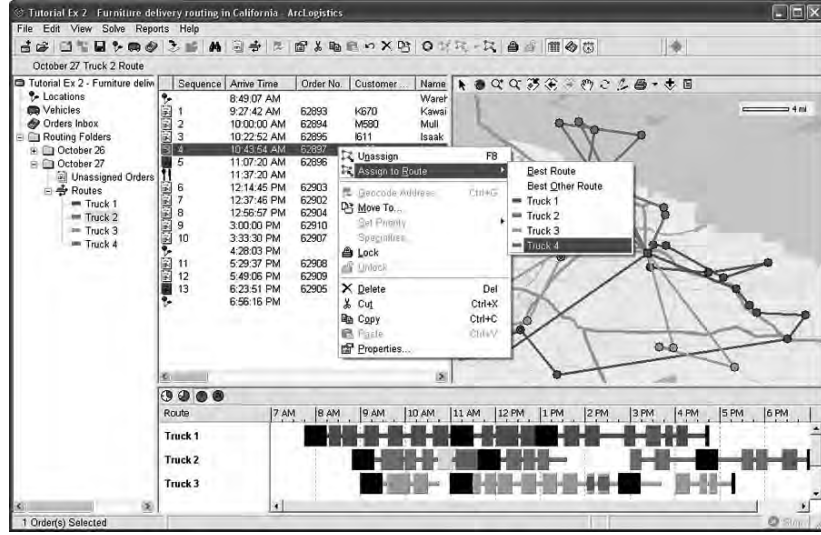 Tutorial Ex 2 - Furniture delivery routing in California - ArcLogistics
File Edit View Solve Reports Help
October 27 Truck 2 Route
Tutorial Ex 2 - Furniture deliv
Locations
Vehicles
Orders Inbox
Routing Folders
October 26
October 27
Unassigned Orders
Routes
Truck 1
Truck 2
Truck 3
Truck 4
Sequence Arrive Time Order No. Customer ... Name
8:49:07 AM Wareh
1 9:27:42 AM 62893 K670 Kawai
2 10:00:00 AM 62894 M580 Mull
3 10:22:52 AM 62895 I611 Isaak
4 10:43:54 AM 62897
5 11:07:20 AM 62896
11:37:20 AM
6 12:14:45 PM 62903
7 12:37:46 PM 62902
8 12:56:57 PM 62904
9 3:00:00 PM 62910
10 3:33:30 PM 62907
4:28:03 PM
11 5:29:37 PM 62908
12 5:49:06 PM 62909
13 6:23:51 PM 62905
6:56:16 PM
Unassign F8
Assign to Route
Geocode Address... Ctrl+G
Move To...
Set Priority
Specialties...
Lock
Unlock
Delete Del
Cut Ctrl+X
Copy Ctrl+C
Paste Ctrl+V
Properties...
Best Route
Best Other Route
Truck 1
Truck 2
Truck 3
Truck 4
4 mi
Route 7 AM 8 AM 9 AM 10 AM 11 AM 12 PM 1 PM 2 PM 3 PM 4 PM 5 PM 6 PM
Truck 1
Truck 2
Truck 3
1 Order(s) Selected
Stop